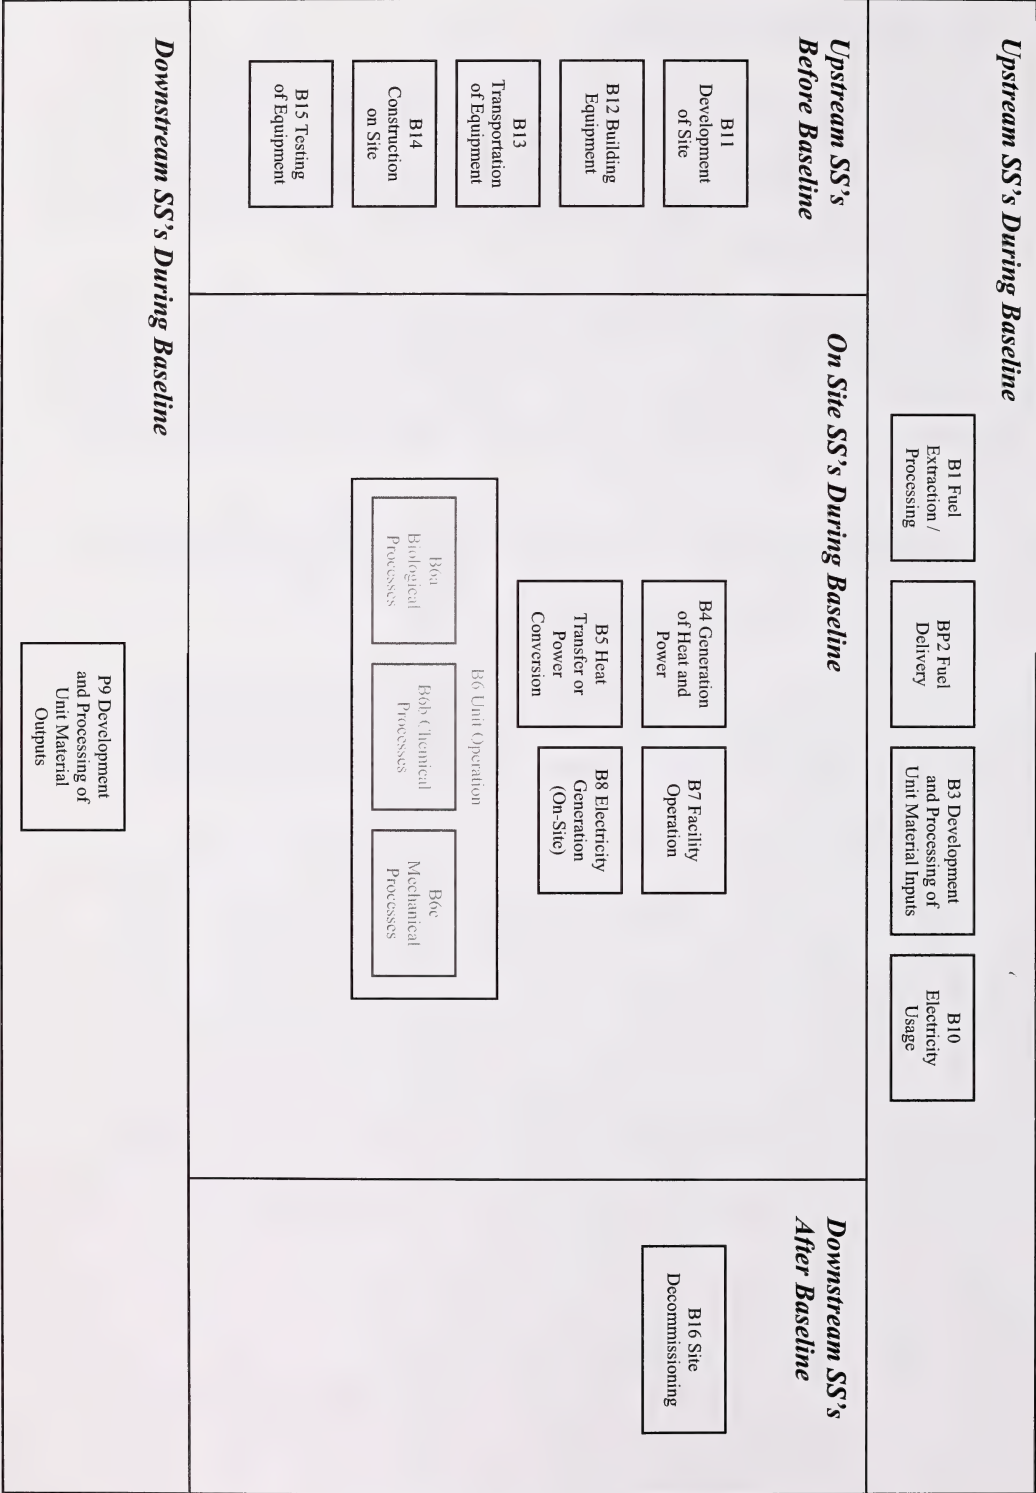 Upstream SS's During Baseline
B1 Fuel
Extraction /
Processing
BP2 Fuel
Delivery
B3 Development
and Processing of
Unit Material Inputs
B10
Electricity
Usage
Upstream SS's
Before Baseline
B11
Development
of Site
B12 Building
Equipment
B13
Transportation
of Equipment
B14
Construction
on Site
B15 Testing
of Equipment
On Site SS's During Baseline
B4 Generation
of Heat and
Power
B7 Facility
Operation
B5 Heat
Transfer or
Power
Conversion
B8 Electricity
Generation
(On-Site)
B6 Unit Operation
B6a
Biological
Processes
B6b Chemical
Processes
B6c
Mechanical
Processes
Downstream SS's
After Baseline
B16 Site
Decommissioning
Downstream SS's During Baseline
P9 Development
and Processing of
Unit Material
Outputs